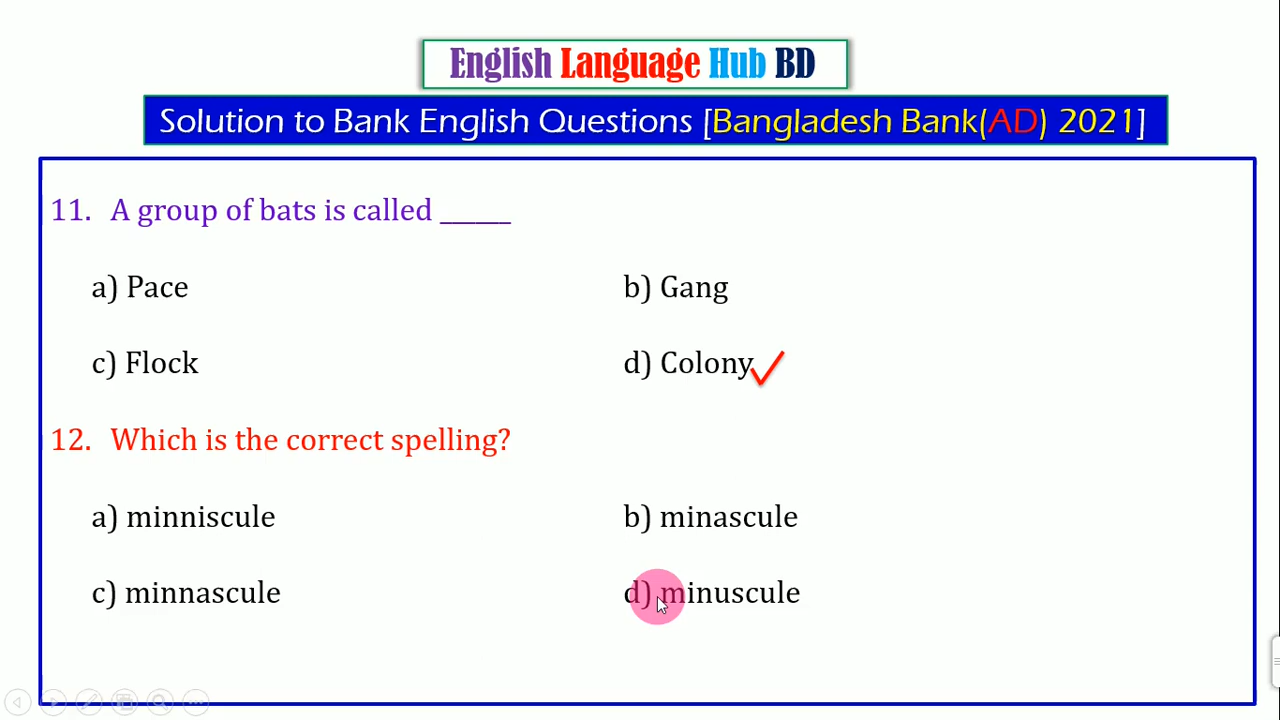 English Language Hub BD
Solution to Bank English Questions [Bangladesh Bank(AD) 2021]
11. A group of bats is called ______
a) Pace b) Gang
c) Flock d) Colony
12. Which is the correct spelling?
a) minniscule b) minascule
c) minnascule d) minuscule